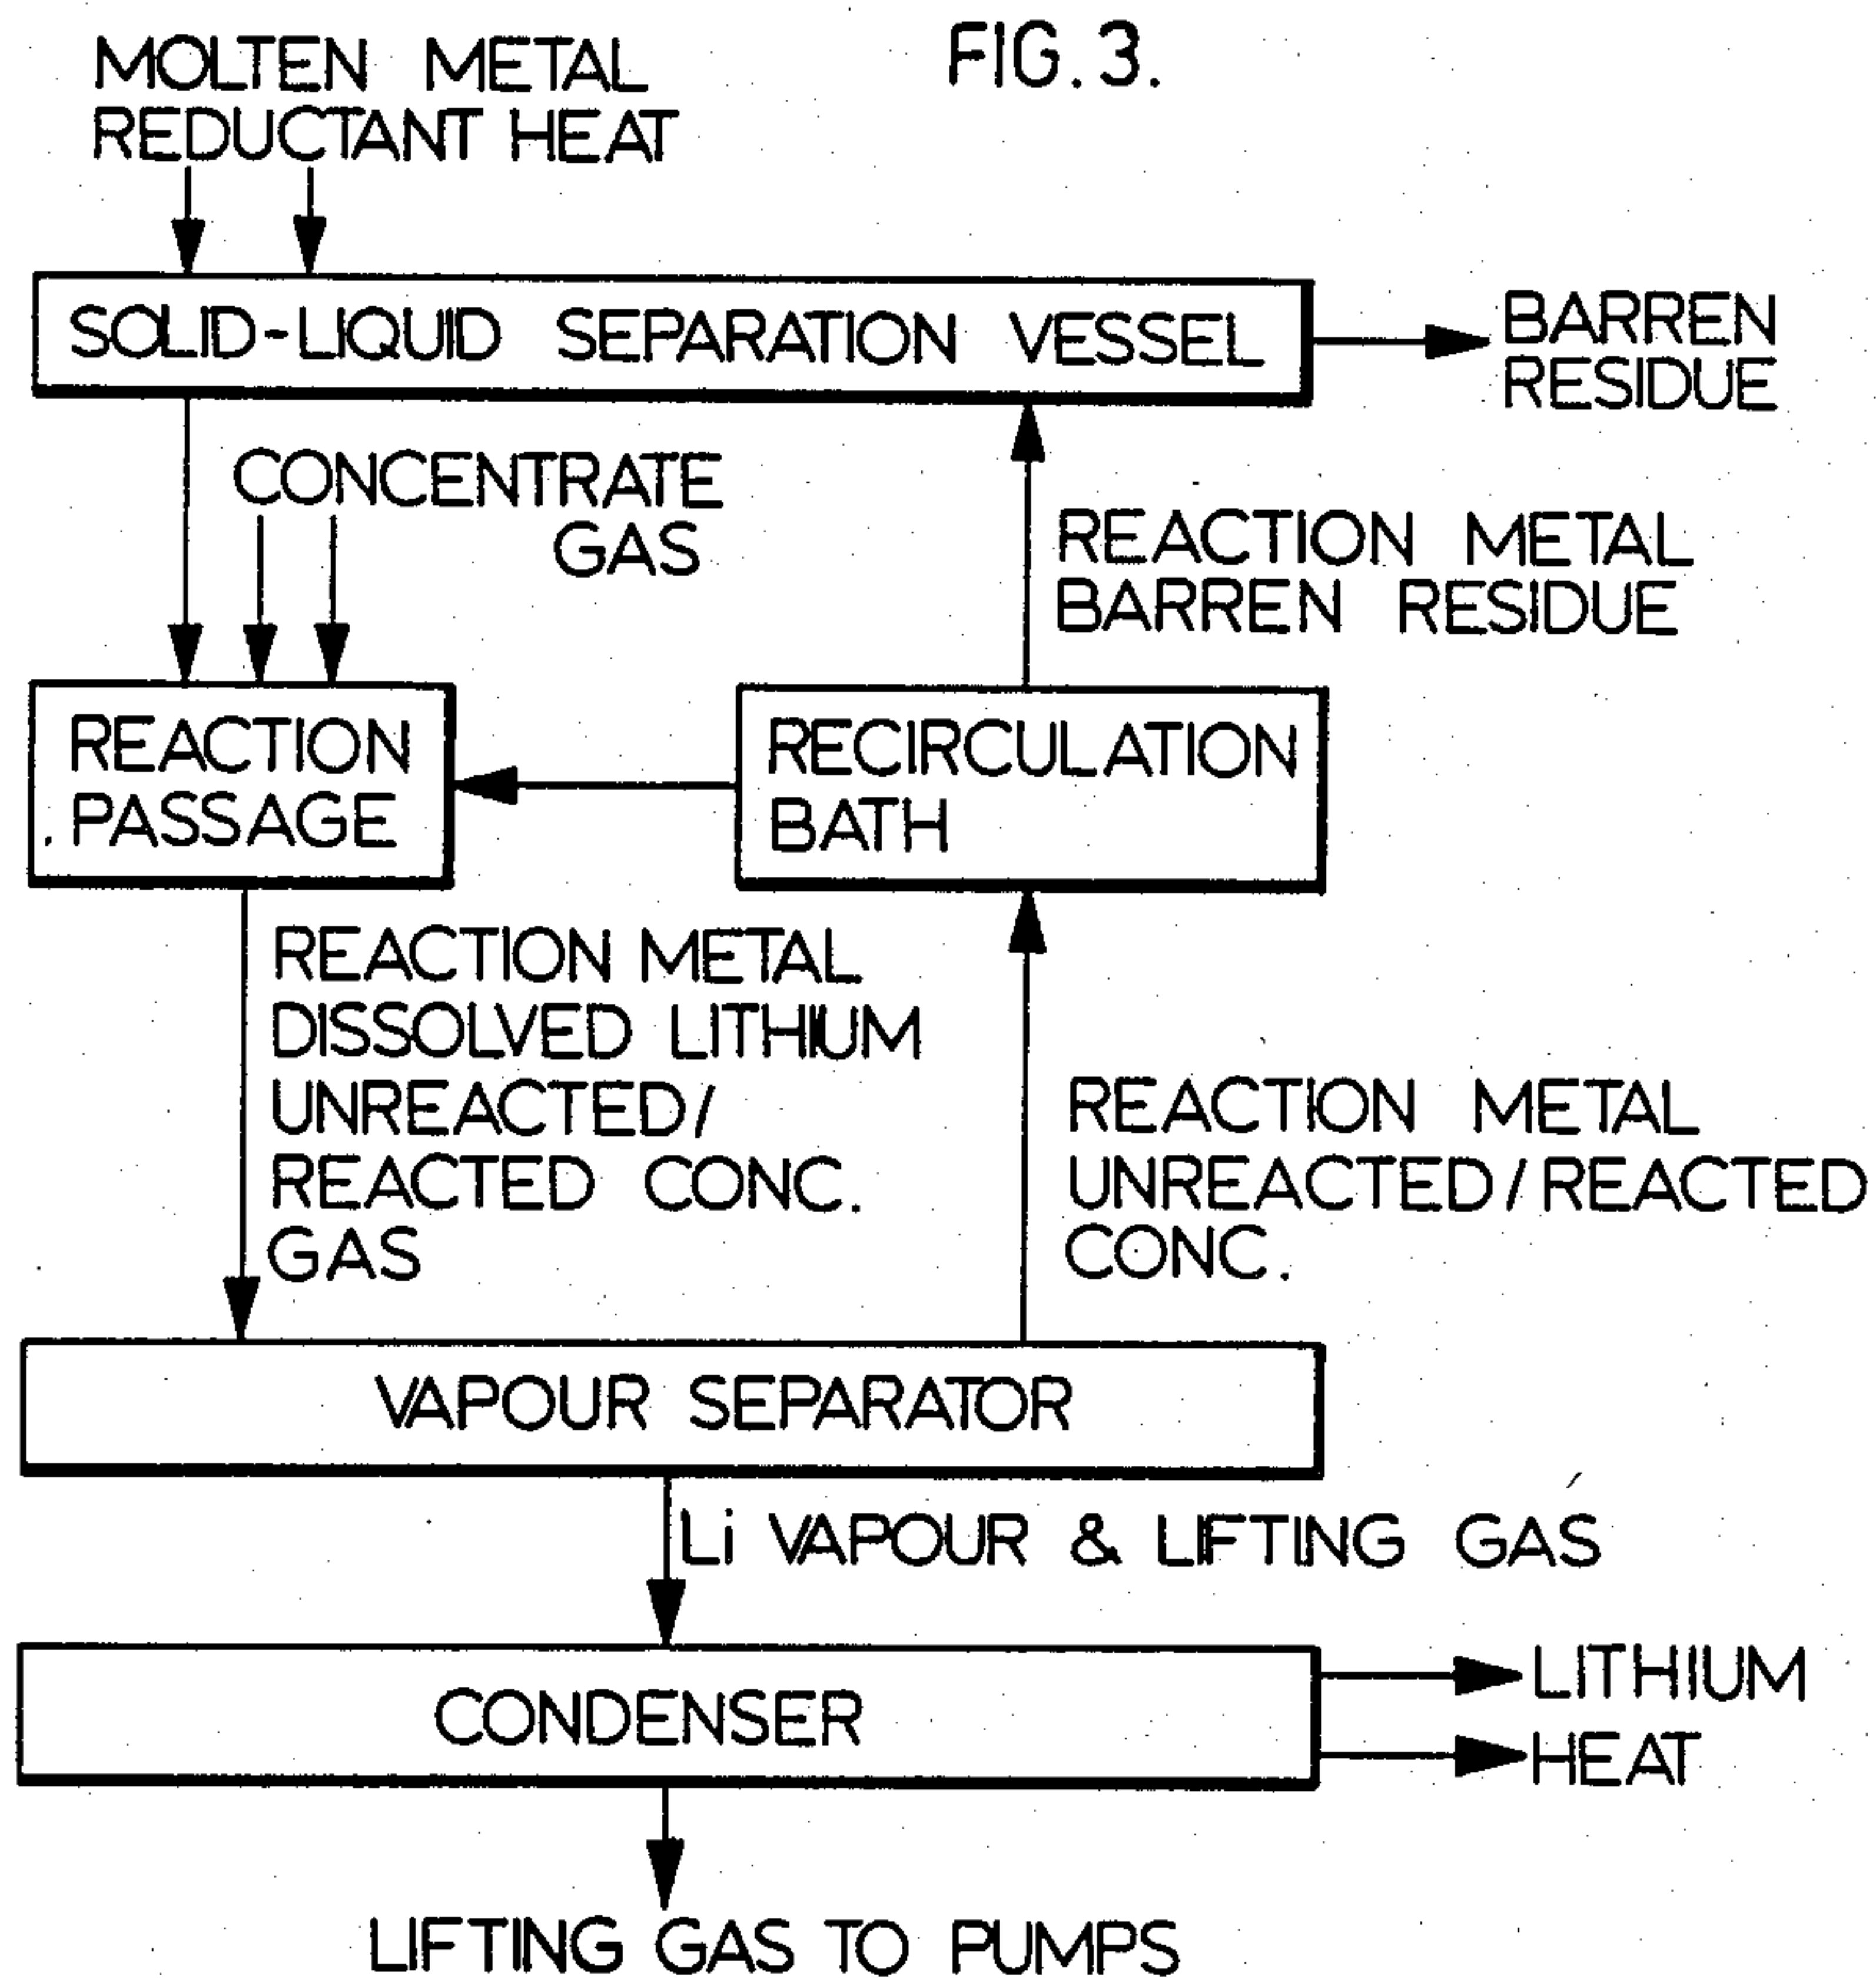 FIG. 3.
MOLTEN METAL
REDUCTANT HEAT
SOLID-LIQUID SEPARATION VESSEL
BARREN
RESIDUE
CONCENTRATE
GAS
REACTION METAL
BARREN RESIDUE
REACTION
PASSAGE
RECIRCULATION
BATH
REACTION METAL
DISSOLVED LITHIUM
UNREACTED/
REACTED CONC.
GAS
REACTION METAL
UNREACTED/REACTED
CONC.
VAPOUR SEPARATOR
Li VAPOUR & LIFTING GAS
CONDENSER
LITHIUM
HEAT
LIFTING GAS TO PUMPS